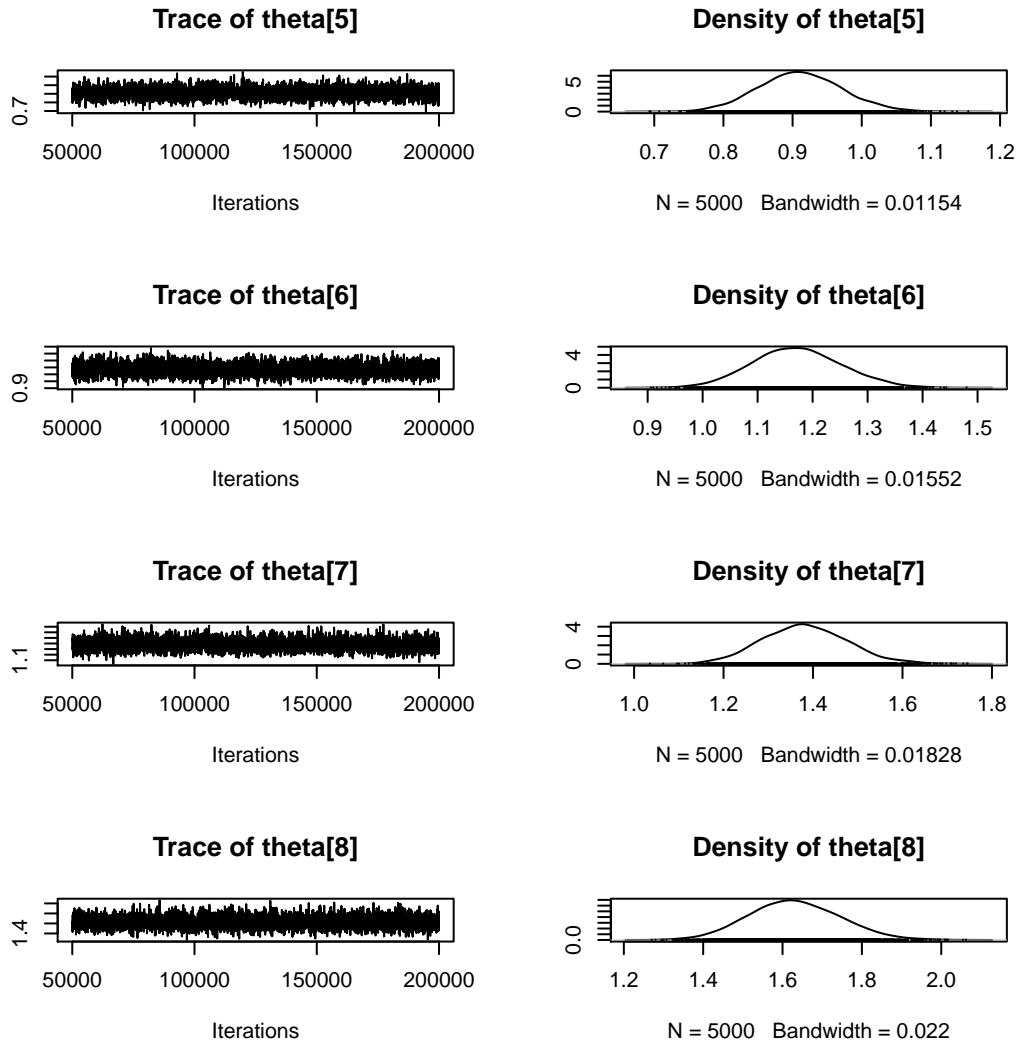 Trace of theta[5]
0.7
50000 100000 150000 200000
Iterations
Density of theta[5]
0 5
0.7 0.8 0.9 1.0 1.1 1.2
N = 5000 Bandwidth = 0.01154
Trace of theta[6]
0.9
50000 100000 150000 200000
Iterations
Density of theta[6]
0 4
0.9 1.0 1.1 1.2 1.3 1.4 1.5
N = 5000 Bandwidth = 0.01552
Trace of theta[7]
1.1
50000 100000 150000 200000
Iterations
Density of theta[7]
0 4
1.0 1.2 1.4 1.6 1.8
N = 5000 Bandwidth = 0.01828
Trace of theta[8]
1.4
50000 100000 150000 200000
Iterations
Density of theta[8]
0.0
1.2 1.4 1.6 1.8 2.0
N = 5000 Bandwidth = 0.022